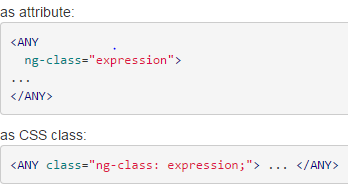 as attribute:
<ANY
  ng-class="expression">
...
</ANY>
as CSS class:
<ANY class="ng-class: expression;"> ... </ANY>